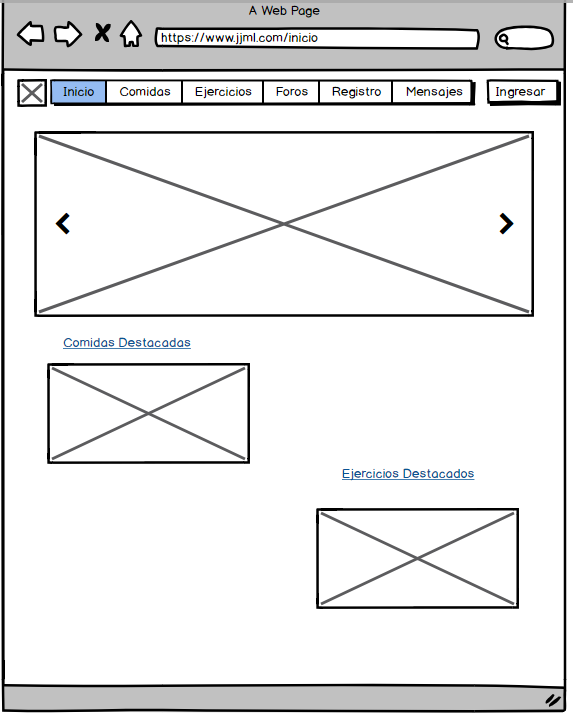 A Web Page
https://www.jjml.com/inicio
Inicio Comidas Ejercicios Foros Registro Mensajes Ingresar
Comidas Destacadas
Ejercicios Destacados